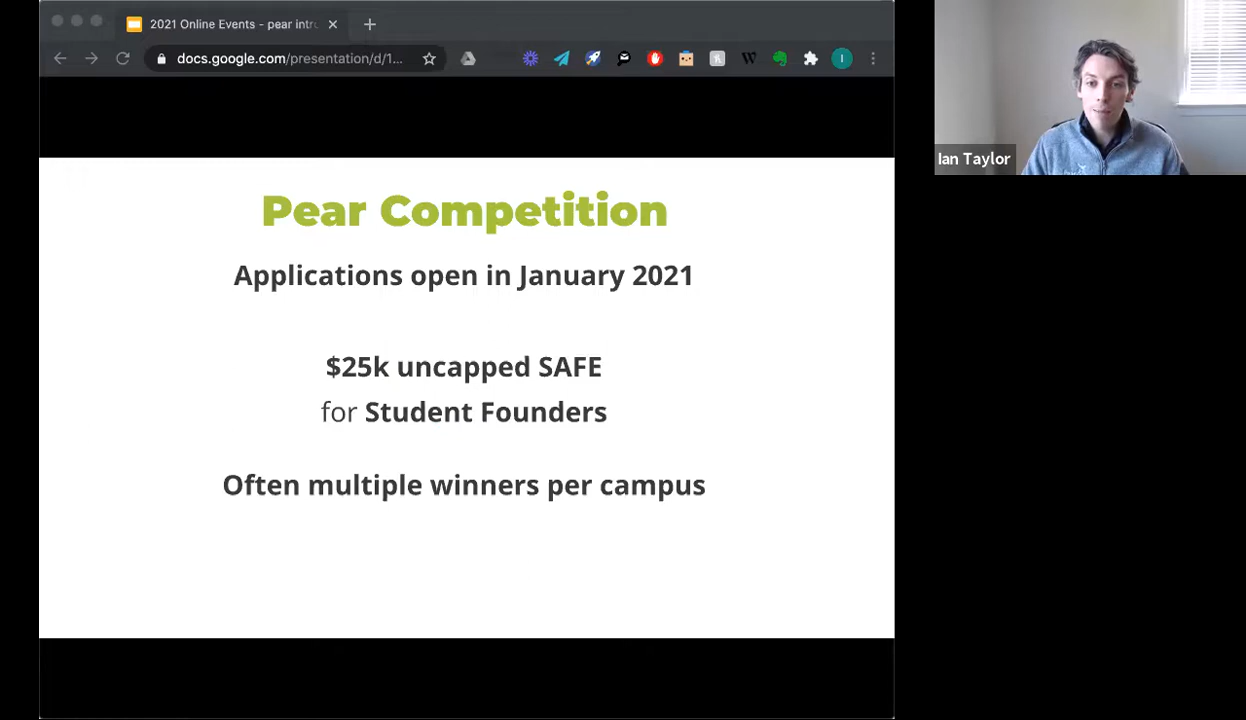 2021 Online Events - pear intr
docs.google.com/presentation/d/1...
Ian Taylor
Pear Competition
Applications open in January 2021
$25k uncapped SAFE
for Student Founders
Often multiple winners per campus